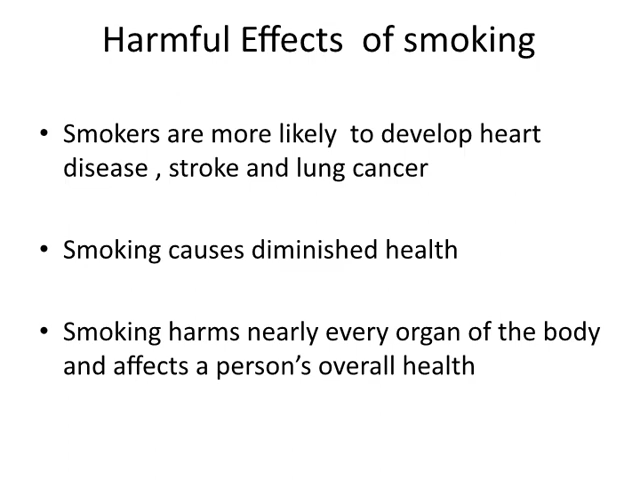 Harmful Effects  of smoking
• Smokers are more likely  to develop heart
disease , stroke and lung cancer
• Smoking causes diminished health
• Smoking harms nearly every organ of the body
and affects a person’s overall health